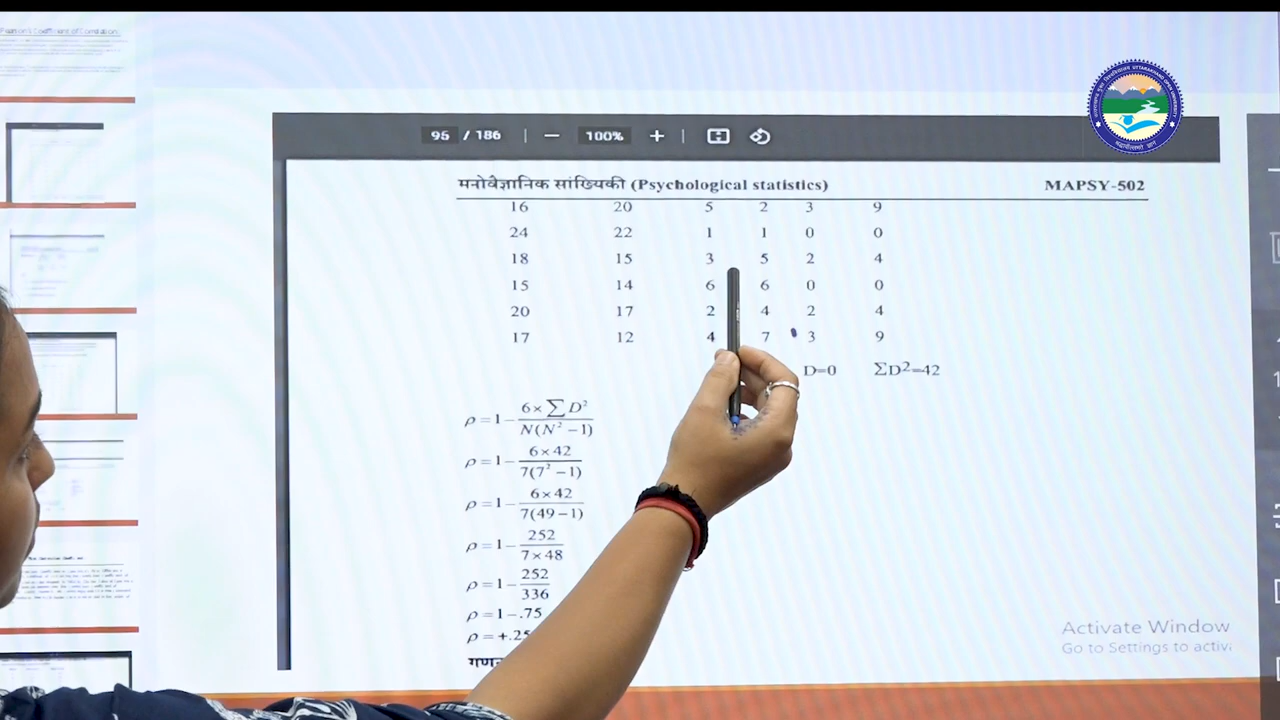 95 / 186 | — 100% + |
मनोवैज्ञानिक सांख्यिकी (Psychological statistics) MAPSY-502
16 20 5 2 3 9
24 22 1 1 0 0
18 15 3 5 2 4
15 14 6 6 0 0
20 17 2 4 2 4
17 12 4 7 3 9
D=0 ΣD²=42
ρ = 1 − 6×∑D² / N(N² −1)
ρ = 1 − 6×42 / 7(7² −1)
ρ = 1 − 6×42 / 7(49 −1)
ρ = 1 − 252 / 7×48
ρ = 1 − 252 / 336
ρ = 1 − .75
ρ = +.25
Activate Window
Go to Settings to activ